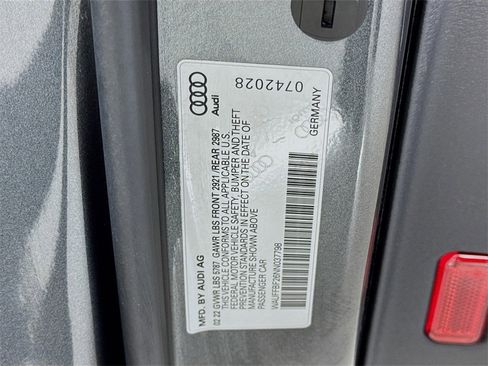 Audi
0742028
MFD. BY AUDI AG
GERMANY
02 22 GVWR LBS 5787 GAWR LBS FRONT 2921/REAR 2987
THIS VEHICLE CONFORMS TO ALL APPLICABLE U.S.
FEDERAL MOTOR VEHICLE SAFETY, BUMPER AND THEFT
PREVENTION STANDARDS IN EFFECT ON THE DATE OF
MANUFACTURE SHOWN ABOVE
PASSENGER CAR
WAUFFBF26NN037798